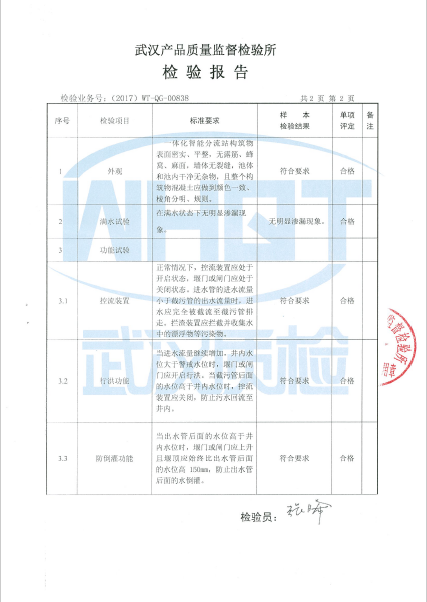 武汉产品质量监督检验所
检 验 报 告
检验业务号:（2017）WT-QG-00838 共 2 页 第 2 页
序号 检验项目 标准要求 样 本 检验结果 单项 评定 备 注
1 外观 一体化智能分流结构筑物
表面密实、平整，无露筋、蜂
窝、麻面。墙体无裂缝，池体
和池内干净无杂物，且整个构
筑物混凝土应做到颜色一致、
棱角分明、规则。 符合要求 合格
2 满水试验 在满水状态下无明显渗漏现
象。 无明显渗漏现象。 合格
3 功能试验
3.1 控流装置 正常情况下，控流装置应处于
开启状态，堰门或闸门应处于
关闭状态。进水管的进水流量
小于截污管的出水流量时，进
水应完全被截流至截污管排
走，拦渣装置应拦截并收集水
中的漂浮物等污染物。 符合要求 合格
3.2 行洪功能 当进水流量继续增加，井内水
位大于警戒水位时，堰门或闸
门应开启行洪。当截污管后面
的水位高于井内水位时，控流
装置应关闭，防止污水回流至
井内。 符合要求 合格
3.3 防倒灌功能 当出水管后面的水位高于井
内水位时，堰门或闸门应上升
且堰顶应始终比出水管后面
的水位高 150mm，防止出水管
后面的水倒灌。 符合要求 合格
检验员：
WHQT
武汉质检
督检验所